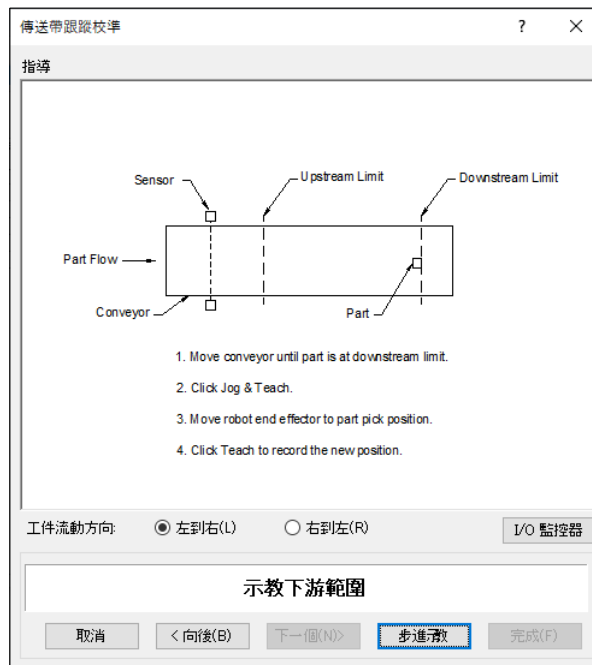 傳送帶跟蹤校準
?
指導
Sensor
Upstream Limit
Downstream Limit
Part Flow
Conveyor
Part
1. Move conveyor until part is at downstream limit.
2. Click Jog & Teach.
3. Move robot end effector to part pick position.
4. Click Teach to record the new position.
工件流動方向:
左到右(L)
右到左(R)
I/O 監控器
示教下游範圍
取消
< 向後(B)
下一個(N)>
步進示教
完成(F)